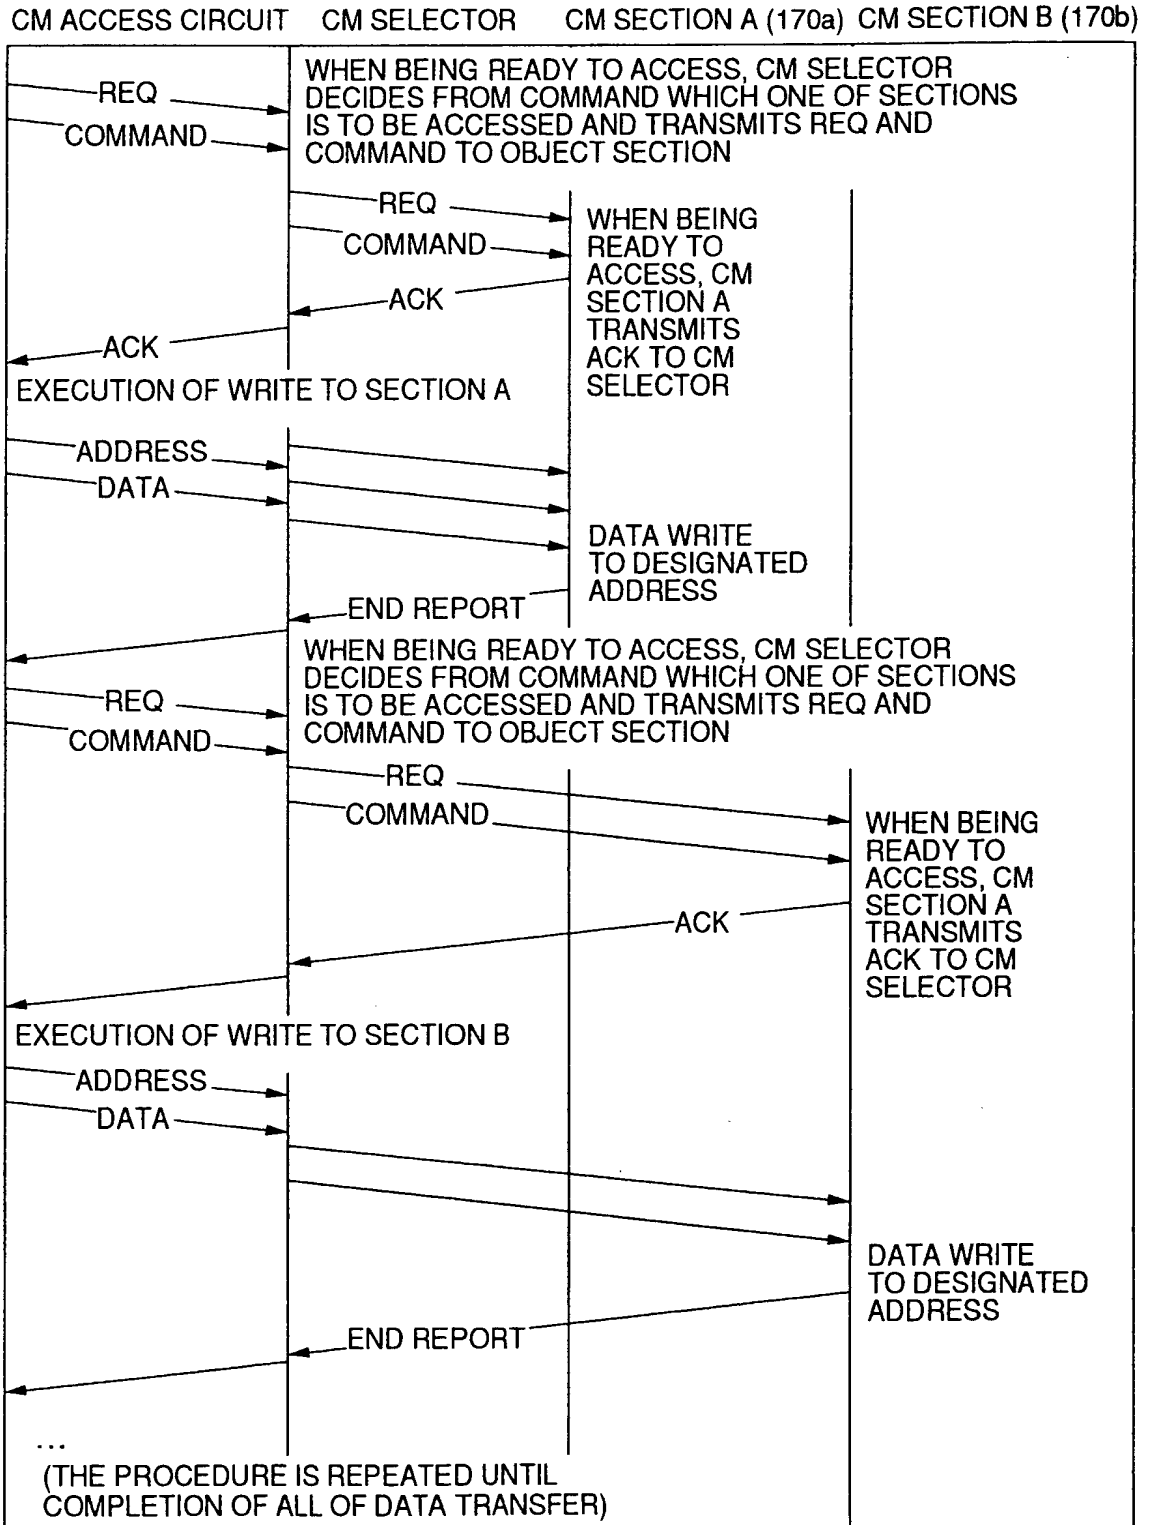 CM ACCESS CIRCUIT CM SELECTOR CM SECTION A (170a) CM SECTION B (170b)
WHEN BEING READY TO ACCESS, CM SELECTOR
DECIDES FROM COMMAND WHICH ONE OF SECTIONS
IS TO BE ACCESSED AND TRANSMITS REQ AND
COMMAND TO OBJECT SECTION
REQ
COMMAND
REQ
COMMAND
WHEN BEING
READY TO
ACCESS, CM
SECTION A
TRANSMITS
ACK TO CM
SELECTOR
ACK
ACK
EXECUTION OF WRITE TO SECTION A
ADDRESS
DATA
DATA WRITE
TO DESIGNATED
ADDRESS
END REPORT
WHEN BEING READY TO ACCESS, CM SELECTOR
DECIDES FROM COMMAND WHICH ONE OF SECTIONS
IS TO BE ACCESSED AND TRANSMITS REQ AND
COMMAND TO OBJECT SECTION
REQ
COMMAND
REQ
COMMAND
WHEN BEING
READY TO
ACCESS, CM
SECTION A
TRANSMITS
ACK TO CM
SELECTOR
ACK
EXECUTION OF WRITE TO SECTION B
ADDRESS
DATA
DATA WRITE
TO DESIGNATED
ADDRESS
END REPORT
...
(THE PROCEDURE IS REPEATED UNTIL
COMPLETION OF ALL OF DATA TRANSFER)